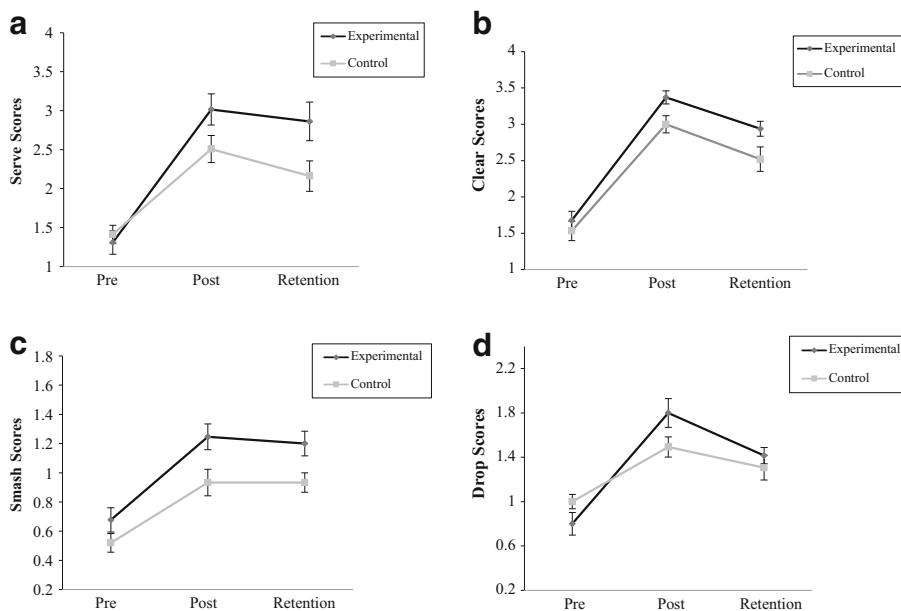 a
4
3.5
3
2.5
2
1.5
1
Serve Scores
Pre Post Retention
Experimental
Control
b
4
3.5
3
2.5
2
1.5
1
Clear Scores
Pre Post Retention
Experimental
Control
c
1.8
1.6
1.4
1.2
1
0.8
0.6
0.4
0.2
Smash Scores
Pre Post Retention
Experimental
Control
d
2.2
1.8
1.4
1
0.6
0.2
Drop Scores
Pre Post Retention
Experimental
Control